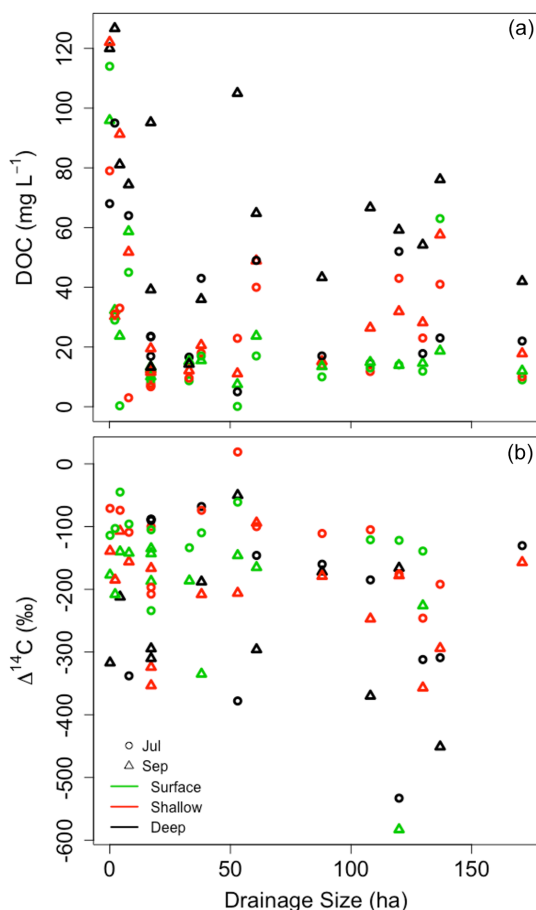 (a)
DOC (mg L⁻¹)
120
100
80
60
40
20
0
(b)
Δ¹⁴C (‰)
0
-100
-200
-300
-400
-500
-600
Jul
Sep
Surface
Shallow
Deep
0 50 100 150
Drainage Size (ha)